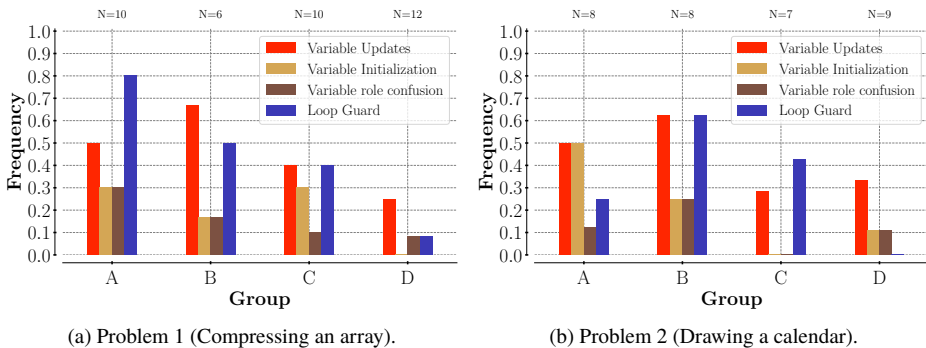 N=10 N=6 N=10 N=12
1.0
0.9
0.8
0.7
0.6
0.5
0.4
0.3
0.2
0.1
0.0
Frequency
Variable Updates
Variable Initialization
Variable role confusion
Loop Guard
A B C D
Group
(a) Problem 1 (Compressing an array).
N=8 N=8 N=7 N=9
1.0
0.9
0.8
0.7
0.6
0.5
0.4
0.3
0.2
0.1
0.0
Frequency
Variable Updates
Variable Initialization
Variable role confusion
Loop Guard
A B C D
Group
(b) Problem 2 (Drawing a calendar).